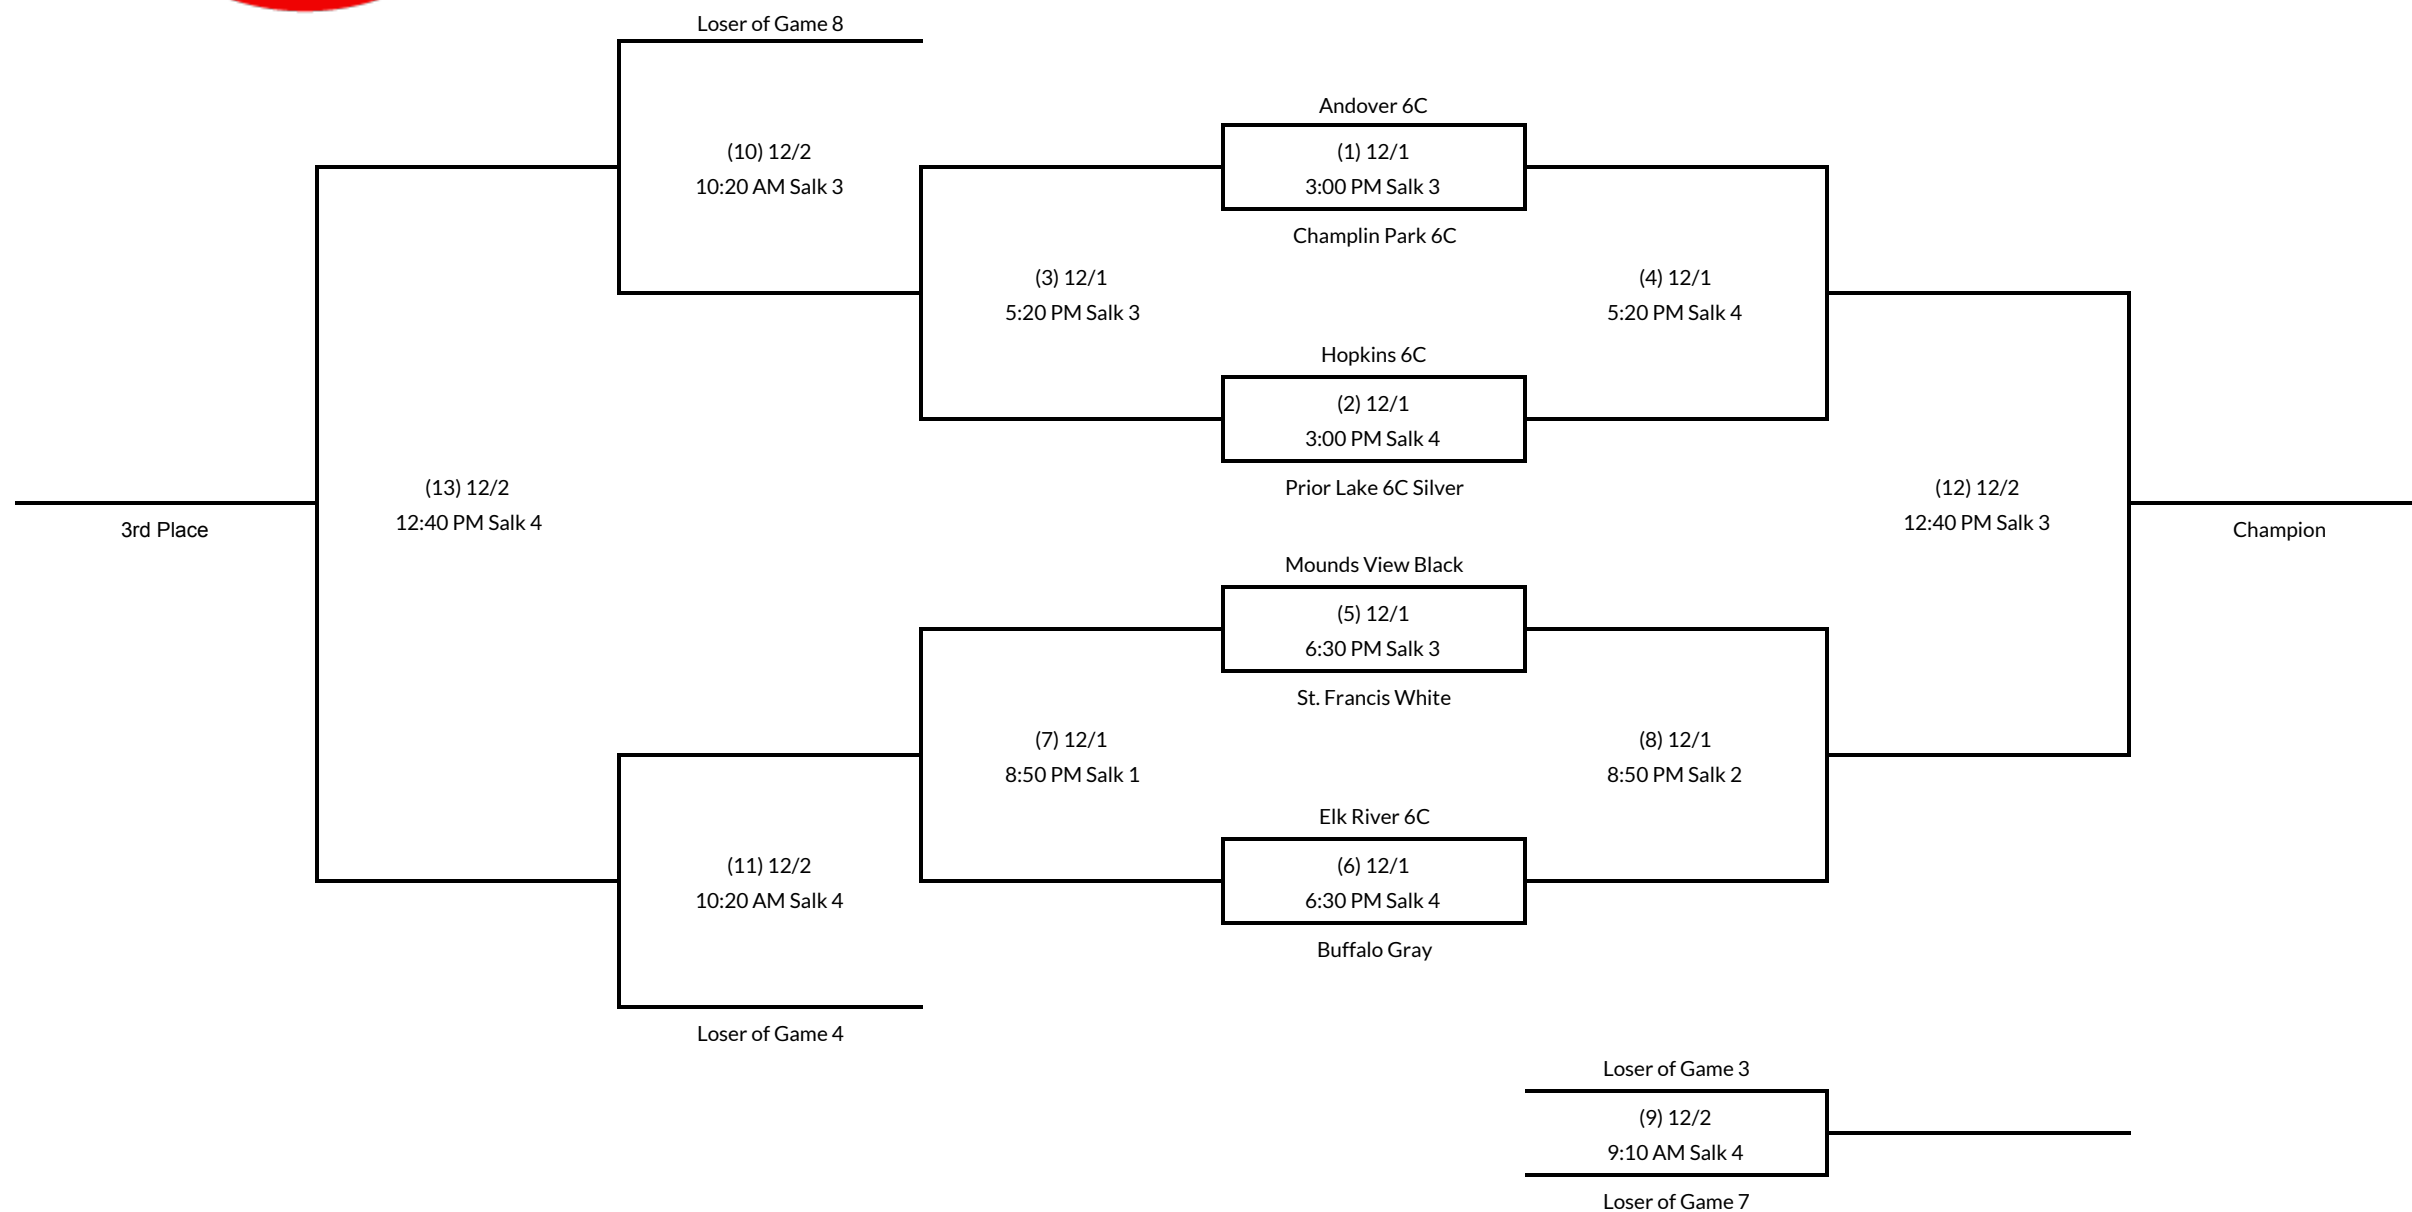 Loser of Game 8
Andover 6C
(10) 12/2
10:20 AM Salk 3
(1) 12/1
3:00 PM Salk 3
Champlin Park 6C
(3) 12/1
5:20 PM Salk 3
(4) 12/1
5:20 PM Salk 4
Hopkins 6C
(2) 12/1
3:00 PM Salk 4
Prior Lake 6C Silver
(13) 12/2
12:40 PM Salk 4
(12) 12/2
12:40 PM Salk 3
3rd Place
Champion
Mounds View Black
(5) 12/1
6:30 PM Salk 3
St. Francis White
(7) 12/1
8:50 PM Salk 1
(8) 12/1
8:50 PM Salk 2
Elk River 6C
(11) 12/2
10:20 AM Salk 4
(6) 12/1
6:30 PM Salk 4
Buffalo Gray
Loser of Game 4
Loser of Game 3
(9) 12/2
9:10 AM Salk 4
Loser of Game 7